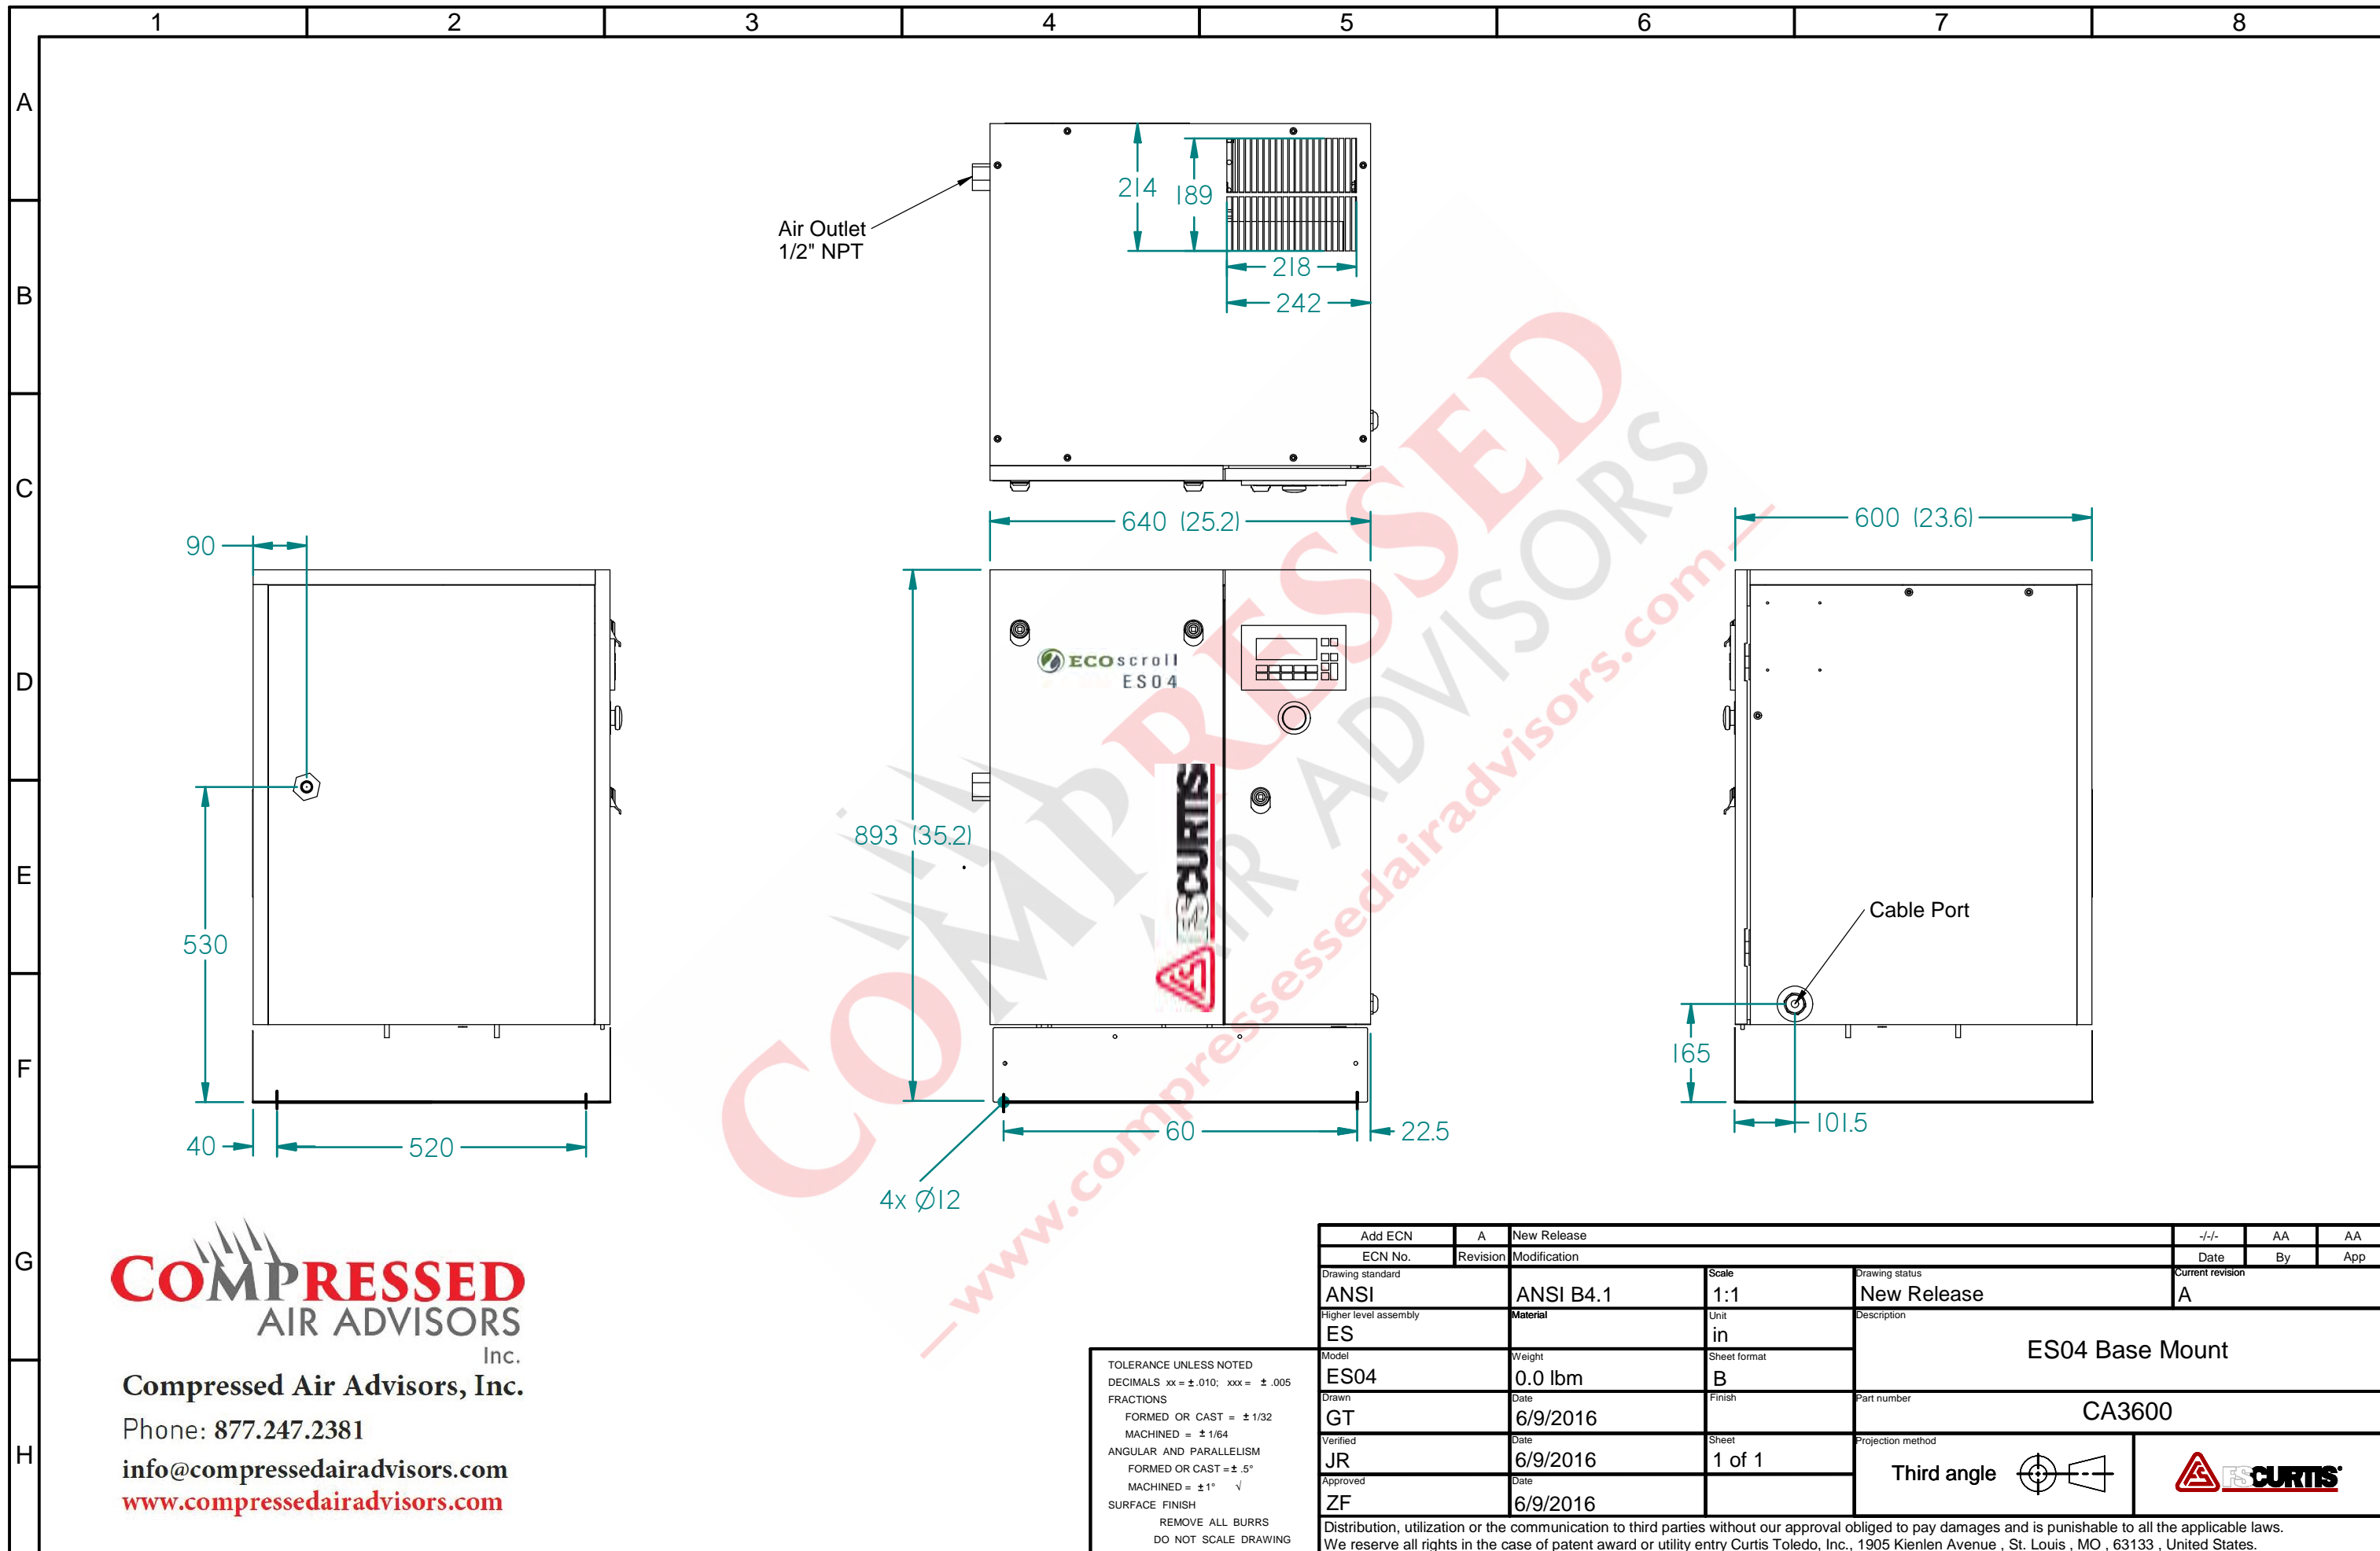 1 2 3 4 5 6 7 8
A
B
C
D
E
F
G
H
Air Outlet
1/2" NPT
214
189
218
242
640 (25.2)
600 (23.6)
90
530
40
520
893 (35.2)
ECOscroll
ES04
FSCURTIS
60
22.5
4x Ø12
Cable Port
165
101.5
COMPRESSED
AIR ADVISORS
www.compressedairadvisors.com
COMPRESSED
AIR ADVISORS
Inc.
Compressed Air Advisors, Inc.
Phone: 877.247.2381
info@compressedairadvisors.com
www.compressedairadvisors.com
TOLERANCE UNLESS NOTED
DECIMALS xx = ± .010; xxx = ± .005
FRACTIONS
FORMED OR CAST = ± 1/32
MACHINED = ± 1/64
ANGULAR AND PARALLELISM
FORMED OR CAST = ± .5°
MACHINED = ± 1° √
SURFACE FINISH
REMOVE ALL BURRS
DO NOT SCALE DRAWING
Add ECN A New Release -/-/- AA AA
ECN No. Revision Modification Date By App
Drawing standard Scale Drawing status Current revision
ANSI ANSI B4.1 1:1 New Release A
Higher level assembly Material Unit Description
ES in ES04 Base Mount
Model Weight Sheet format
ES04 0.0 lbm B
Drawn Date Finish Part number
GT 6/9/2016 CA3600
Verified Date Sheet Projection method
JR 6/9/2016 1 of 1 Third angle
Approved Date
ZF 6/9/2016
FSCURTIS
Distribution, utilization or the communication to third parties without our approval obliged to pay damages and is punishable to all the applicable laws.
We reserve all rights in the case of patent award or utility entry Curtis Toledo, Inc., 1905 Kienlen Avenue , St. Louis , MO , 63133 , United States.